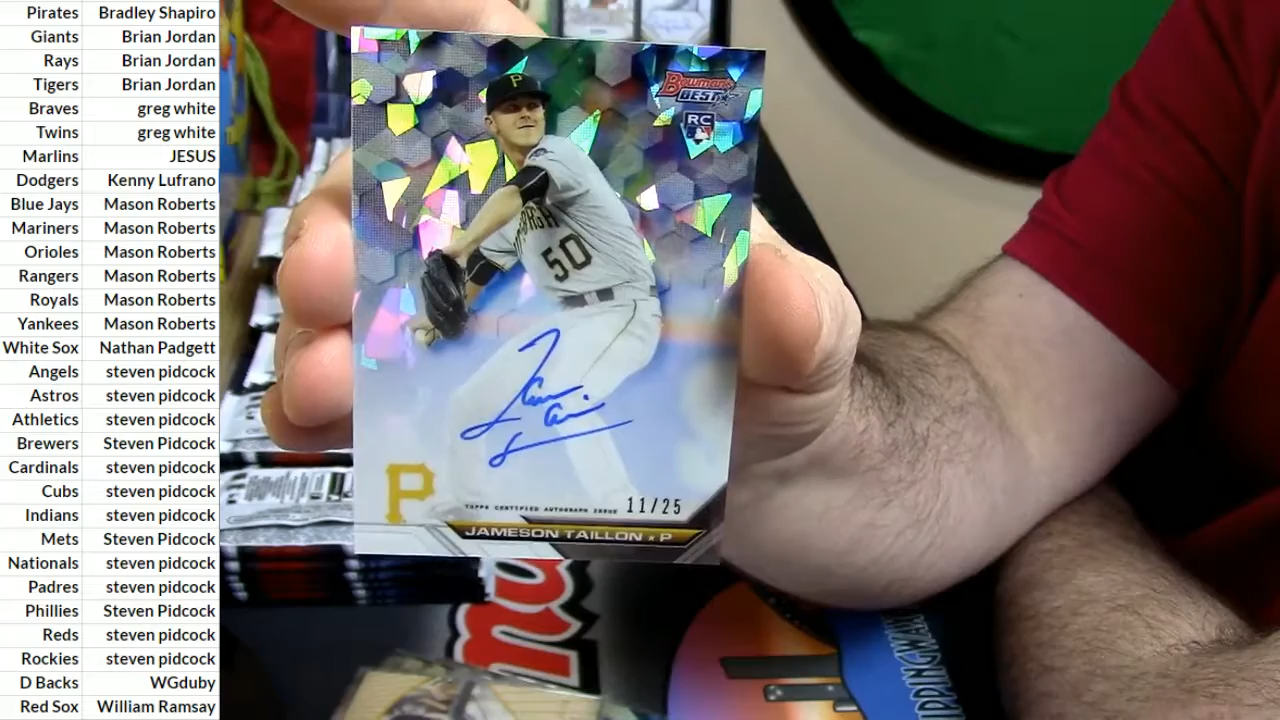 Pirates Bradley Shapiro
Giants Brian Jordan
Rays Brian Jordan
Tigers Brian Jordan
Braves greg white
Twins greg white
Marlins JESUS
Dodgers Kenny Lufrano
Blue Jays Mason Roberts
Mariners Mason Roberts
Orioles Mason Roberts
Rangers Mason Roberts
Royals Mason Roberts
Yankees Mason Roberts
White Sox Nathan Padgett
Angels steven pidcock
Astros steven pidcock
Athletics steven pidcock
Brewers Steven Pidcock
Cardinals steven pidcock
Cubs steven pidcock
Indians steven pidcock
Mets Steven Pidcock
Nationals steven pidcock
Padres steven pidcock
Phillies Steven Pidcock
Reds steven pidcock
Rockies steven pidcock
D Backs WGduby
Red Sox William Ramsay
Bowman's
BEST
RC
P
50
P
TOPPS CERTIFIED AUTOGRAPH ISSUE 11/25
JAMESON TAILLON ★ P